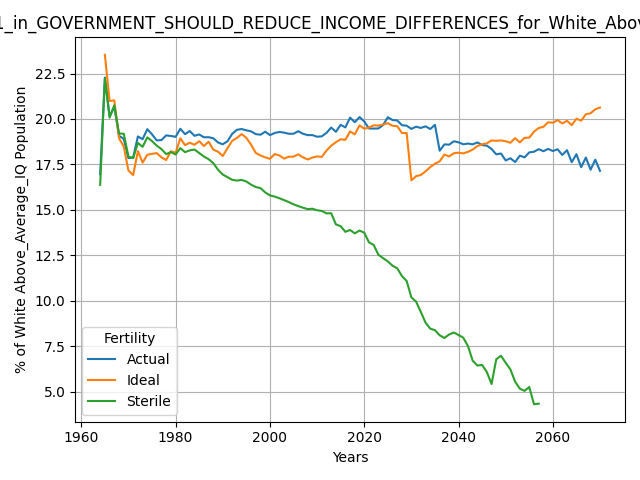 1_in_GOVERNMENT_SHOULD_REDUCE_INCOME_DIFFERENCES_for_White_Abov
% of White Above_Average_IQ Population
22.5
20.0
17.5
15.0
12.5
10.0
7.5
5.0
Fertility
Actual
Ideal
Sterile
1960
1980
2000
2020
2040
2060
Years